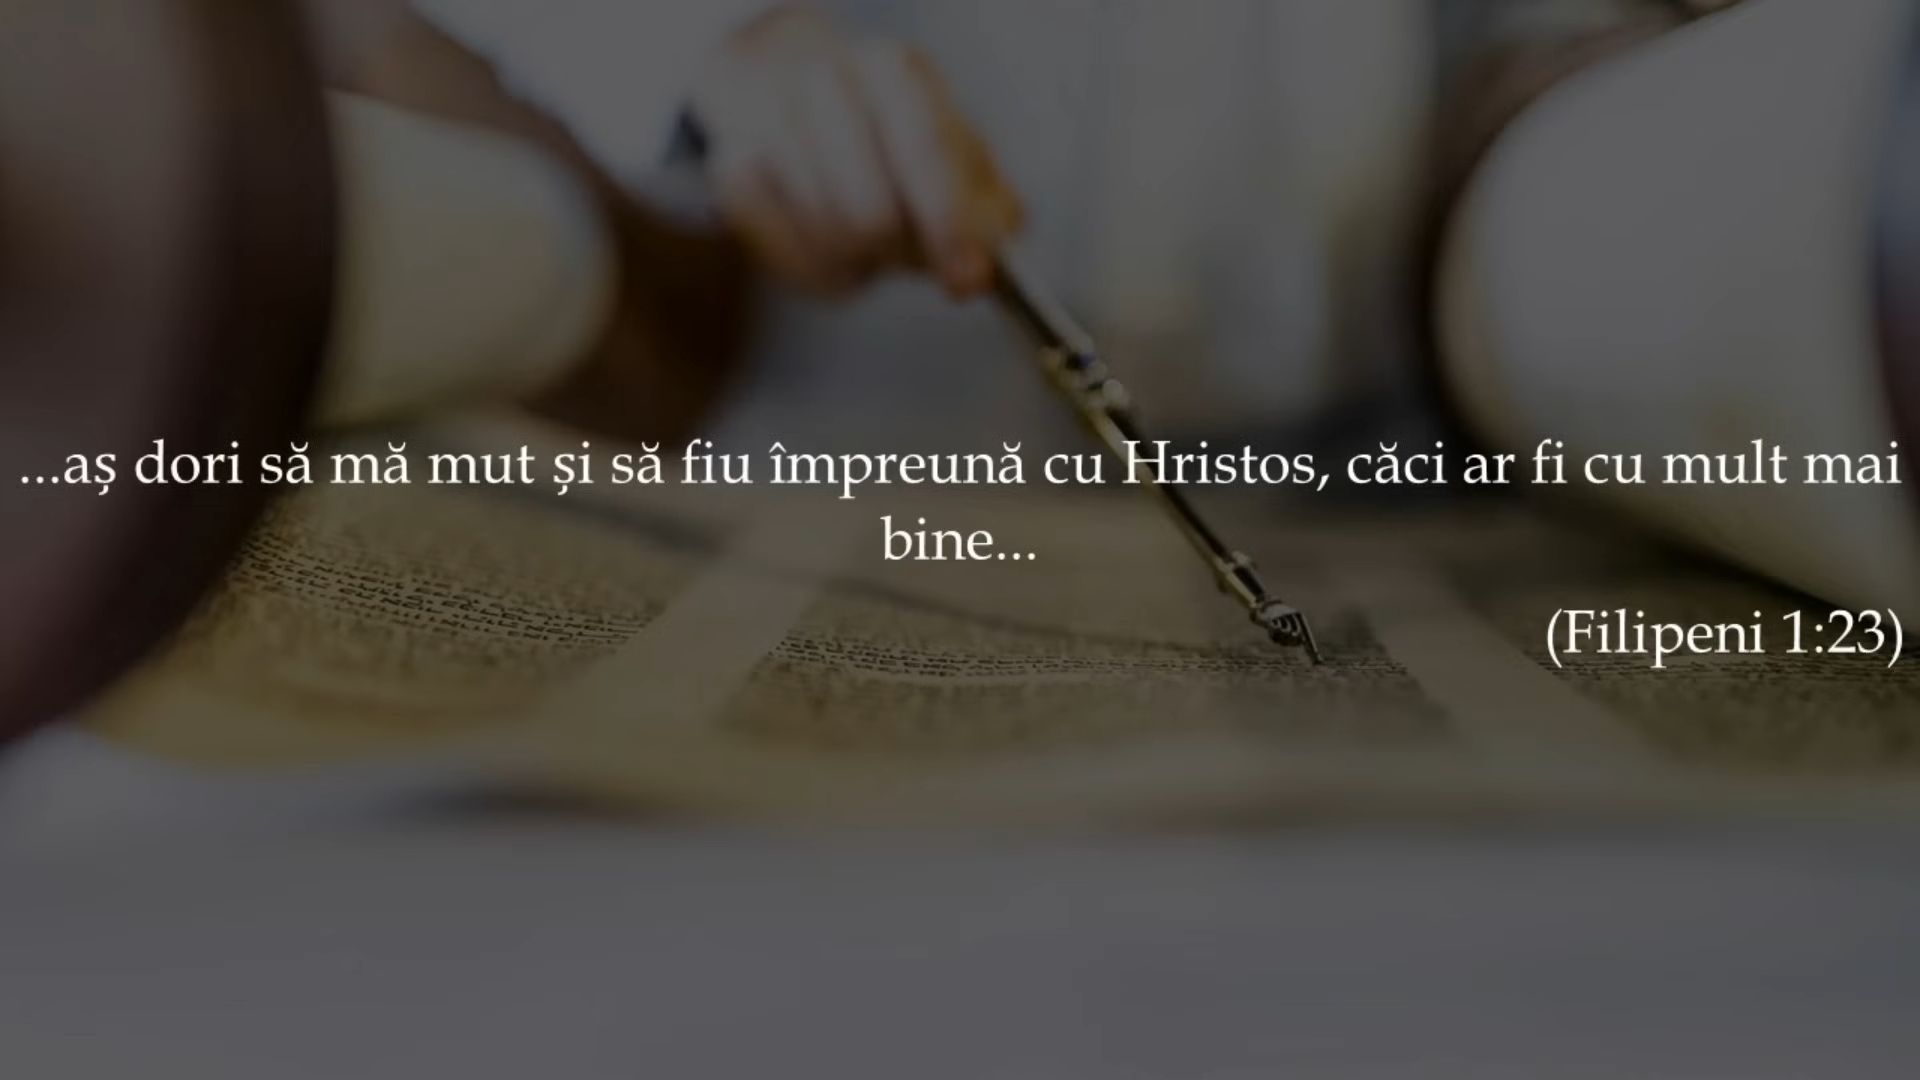 ...aș dori să mă mut și să fiu împreună cu Hristos, căci ar fi cu mult mai
bine...
(Filipeni 1:23)